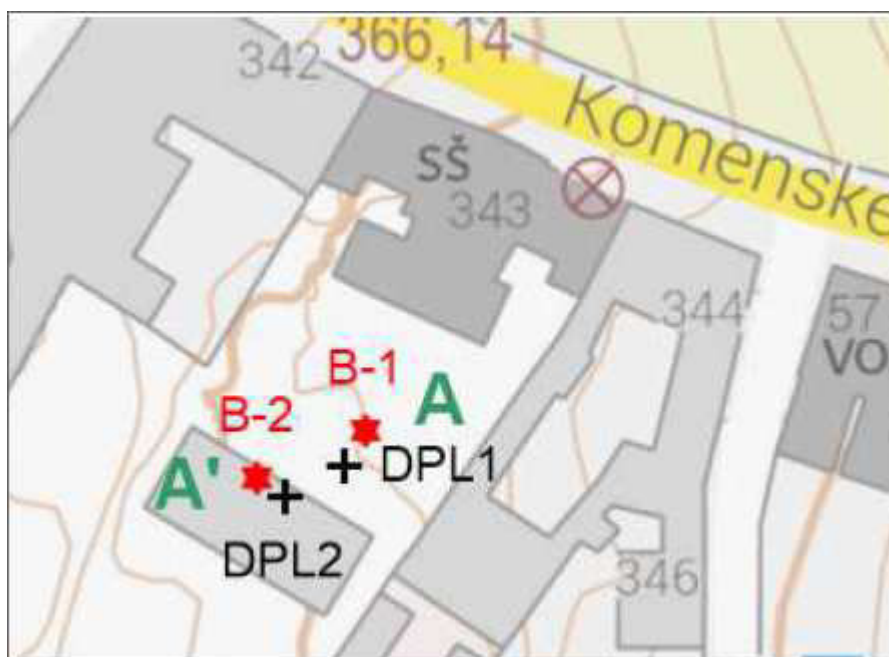 366,14
342
Komenske
SŠ
343
344
57
VO
B-1
A
B-2
DPL1
A'
DPL2
346